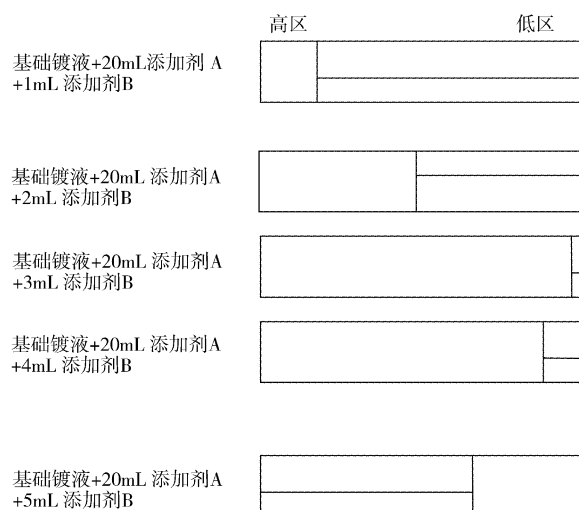 高区 低区
基础镀液+20mL添加剂 A
+1mL 添加剂B
基础镀液+20mL 添加剂A
+2mL 添加剂B
基础镀液+20mL 添加剂A
+3mL 添加剂B
基础镀液+20mL 添加剂A
+4mL 添加剂B
基础镀液+20mL 添加剂A
+5mL 添加剂B